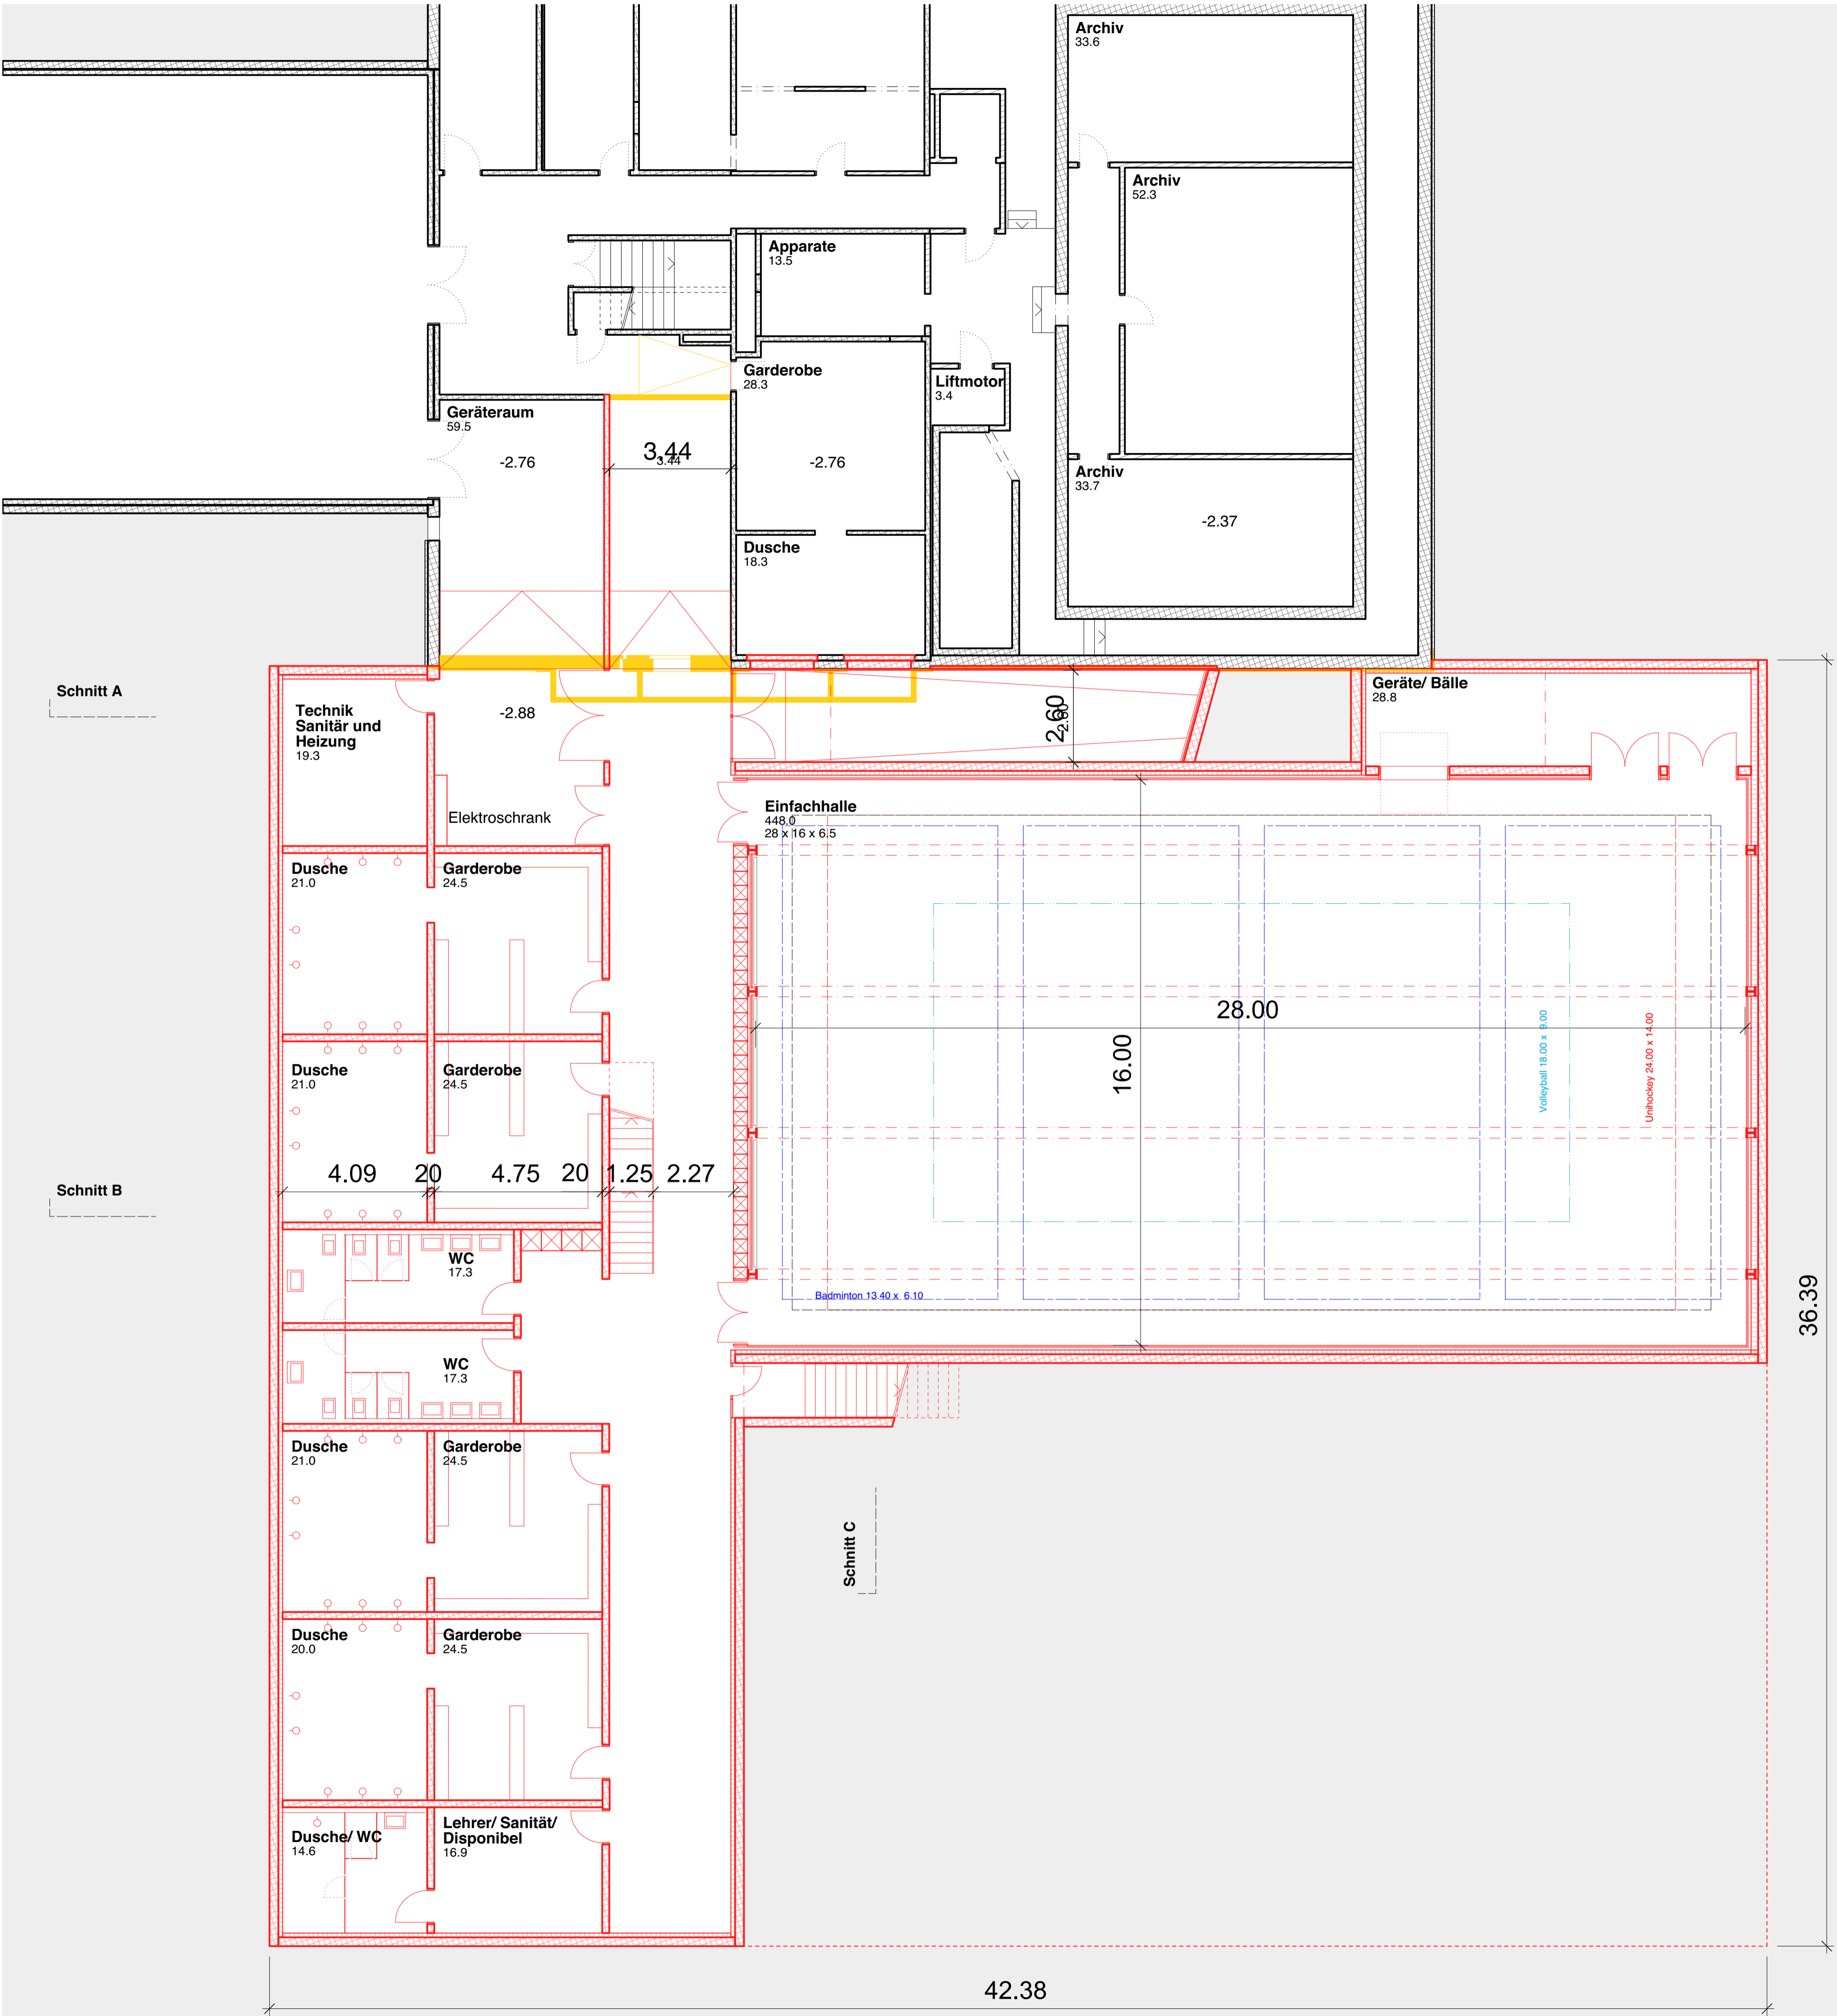 Archiv
33.6
Archiv
52.3
Apparate
13.5
Garderobe
28.3
Liftmotor
3.4
Geräteraum
59.5
-2.76
3.44
3.44
-2.76
Archiv
33.7
-2.37
Dusche
18.3
Schnitt A
Technik
Sanitär und
Heizung
19.3
-2.88
2.60
2.60
Geräte/ Bälle
28.8
Elektroschrank
Einfachhalle
448.0
28 x 16 x 6.5
Dusche
21.0
Garderobe
24.5
28.00
16.00
Volleyball 18.00 x 9.00
Unihockey 24.00 x 14.00
Dusche
21.0
Garderobe
24.5
Schnitt B
4.09
20
4.75
20
1.25
2.27
WC
17.3
Badminton 13.40 x 6.10
36.39
WC
17.3
Dusche
21.0
Garderobe
24.5
Schnitt C
Dusche
20.0
Garderobe
24.5
Dusche/ WC
14.6
Lehrer/ Sanität/
Disponibel
16.9
42.38